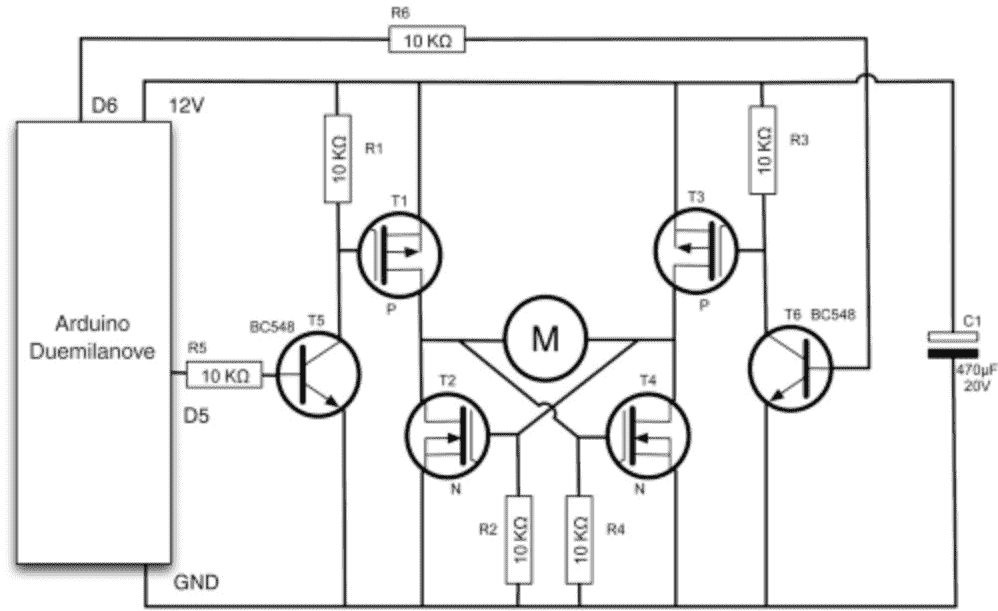 R6
10 KΩ
D6
12V
10 KΩ
R1
10 KΩ
R3
T1
T3
P
P
Arduino
Duemilanove
BC548
T5
M
T6
BC548
C1
R5
10 KΩ
470µF
20V
T2
T4
D5
N
N
R2
10 KΩ
10 KΩ
R4
GND